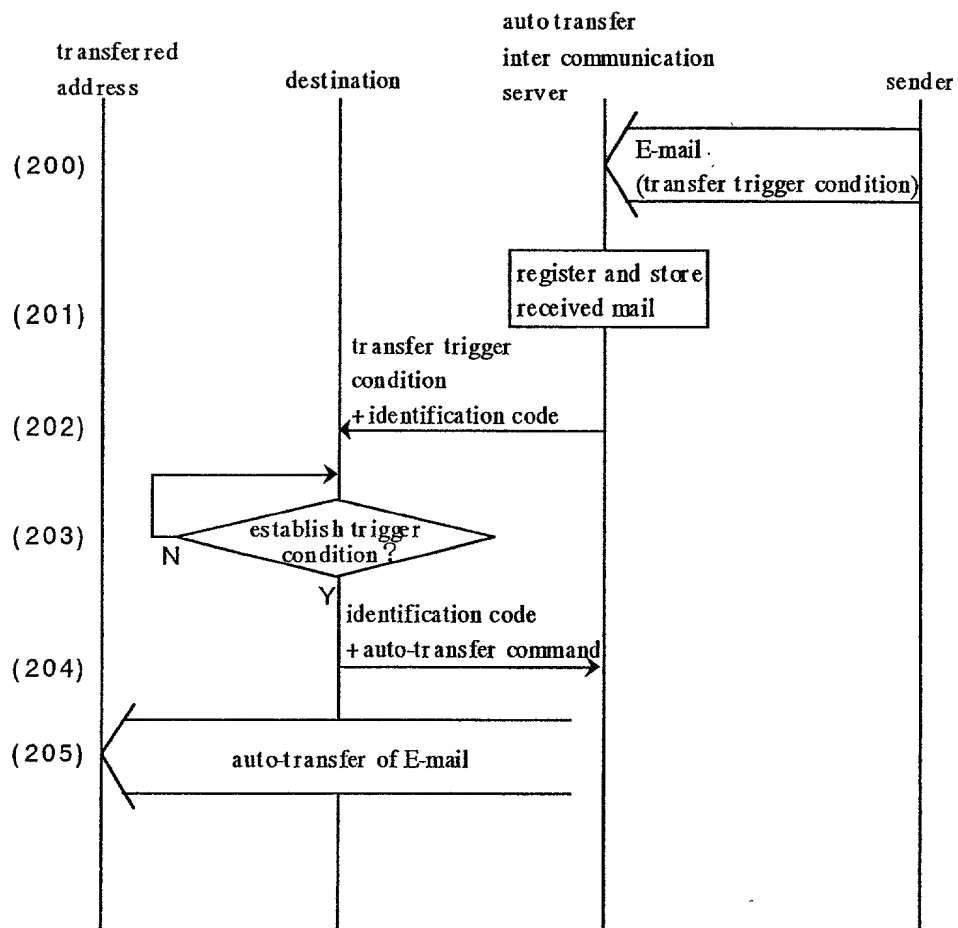 transferred
address
destination
auto transfer
inter communication
server
sender
(200)
E-mail
(transfer trigger condition)
(201)
register and store
received mail
transfer trigger
condition
+identification code
(202)
(203)
establish trigger
condition?
N
Y
identification code
+auto-transfer command
(204)
(205)
auto-transfer of E-mail